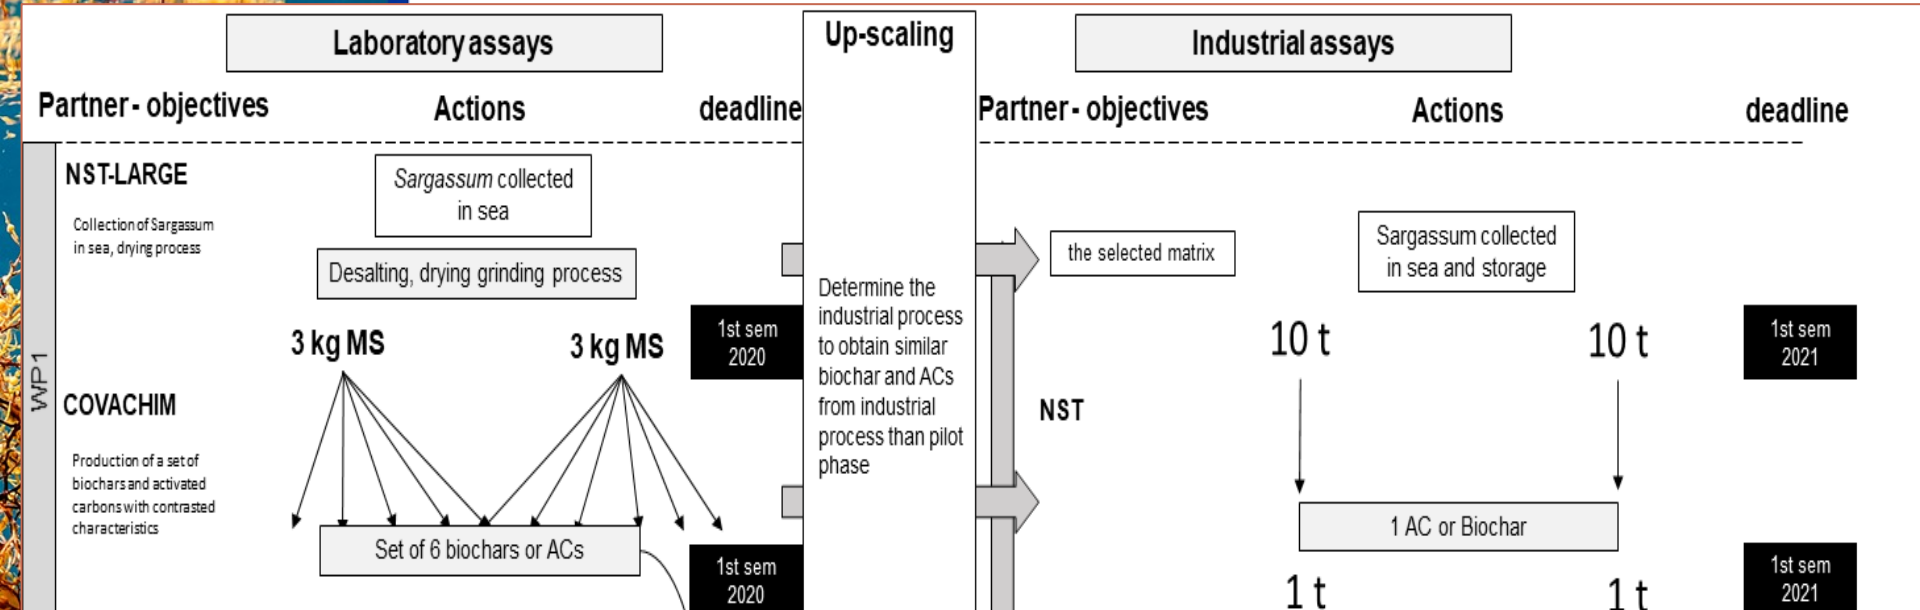 Laboratory assays
Up-scaling
Industrial assays
Partner - objectives
Actions
deadline
Partner - objectives
Actions
deadline
WP1
NST-LARGE
Collection of Sargassum
in sea, drying process
Sargassum collected
in sea
Desalting, drying grinding process
3 kg MS
3 kg MS
1st sem
2020
COVACHIM
Production of a set of
biochars and activated
carbons with contrasted
characteristics
Set of 6 biochars or ACs
1st sem
2020
Determine the
industrial process
to obtain similar
biochar and ACs
from industrial
process than pilot
phase
the selected matrix
Sargassum collected
in sea and storage
10 t
10 t
1st sem
2021
NST
1 AC or Biochar
1 t
1 t
1st sem
2021